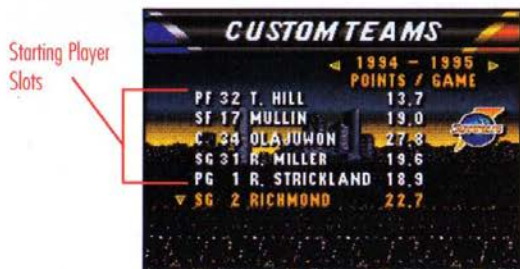 CUSTOM TEAMS
Starting Player
Slots
1994 - 1995
POINTS / GAME
PF 32 T. HILL 13.7
SF 17 MULLIN 19.0
C 34 OLAJUWON 27.8
SG 31 R. MILLER 19.6
PG 1 R. STRICKLAND 18.9
SG 2 RICHMOND 22.7